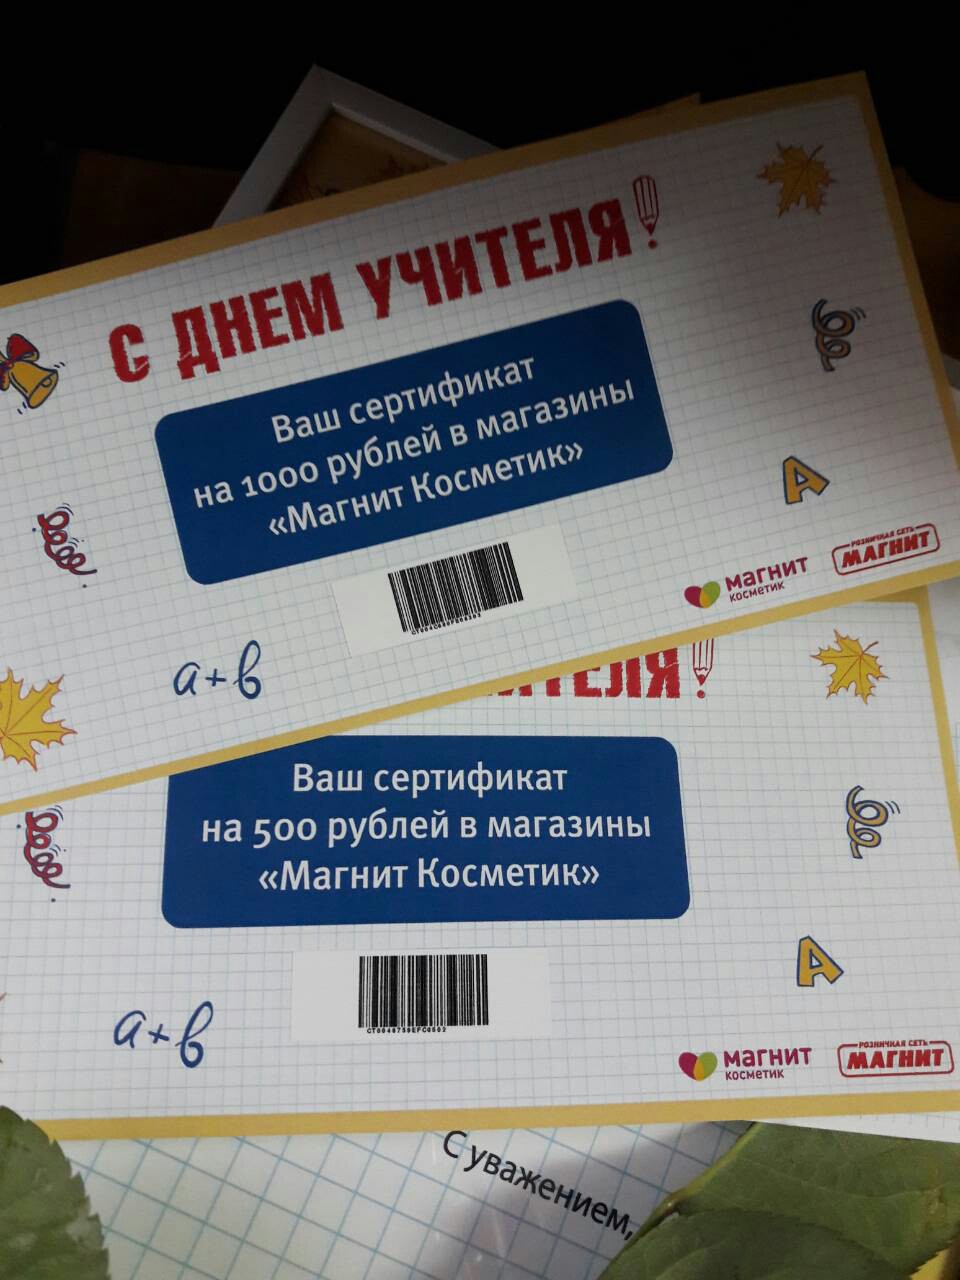 С ДНЕМ УЧИТЕЛЯ!
Ваш сертификат
на 1000 рублей в магазины
«Магнит Косметик»
a+b
МАГНИТ
КОСМЕТИК
РОЗНИЧНАЯ СЕТЬ
МАГНИТ
А
ИТЕЛЯ!
Ваш сертификат
на 500 рублей в магазины
«Магнит Косметик»
А
a+b
МАГНИТ
КОСМЕТИК
РОЗНИЧНАЯ СЕТЬ
МАГНИТ
С уважением,